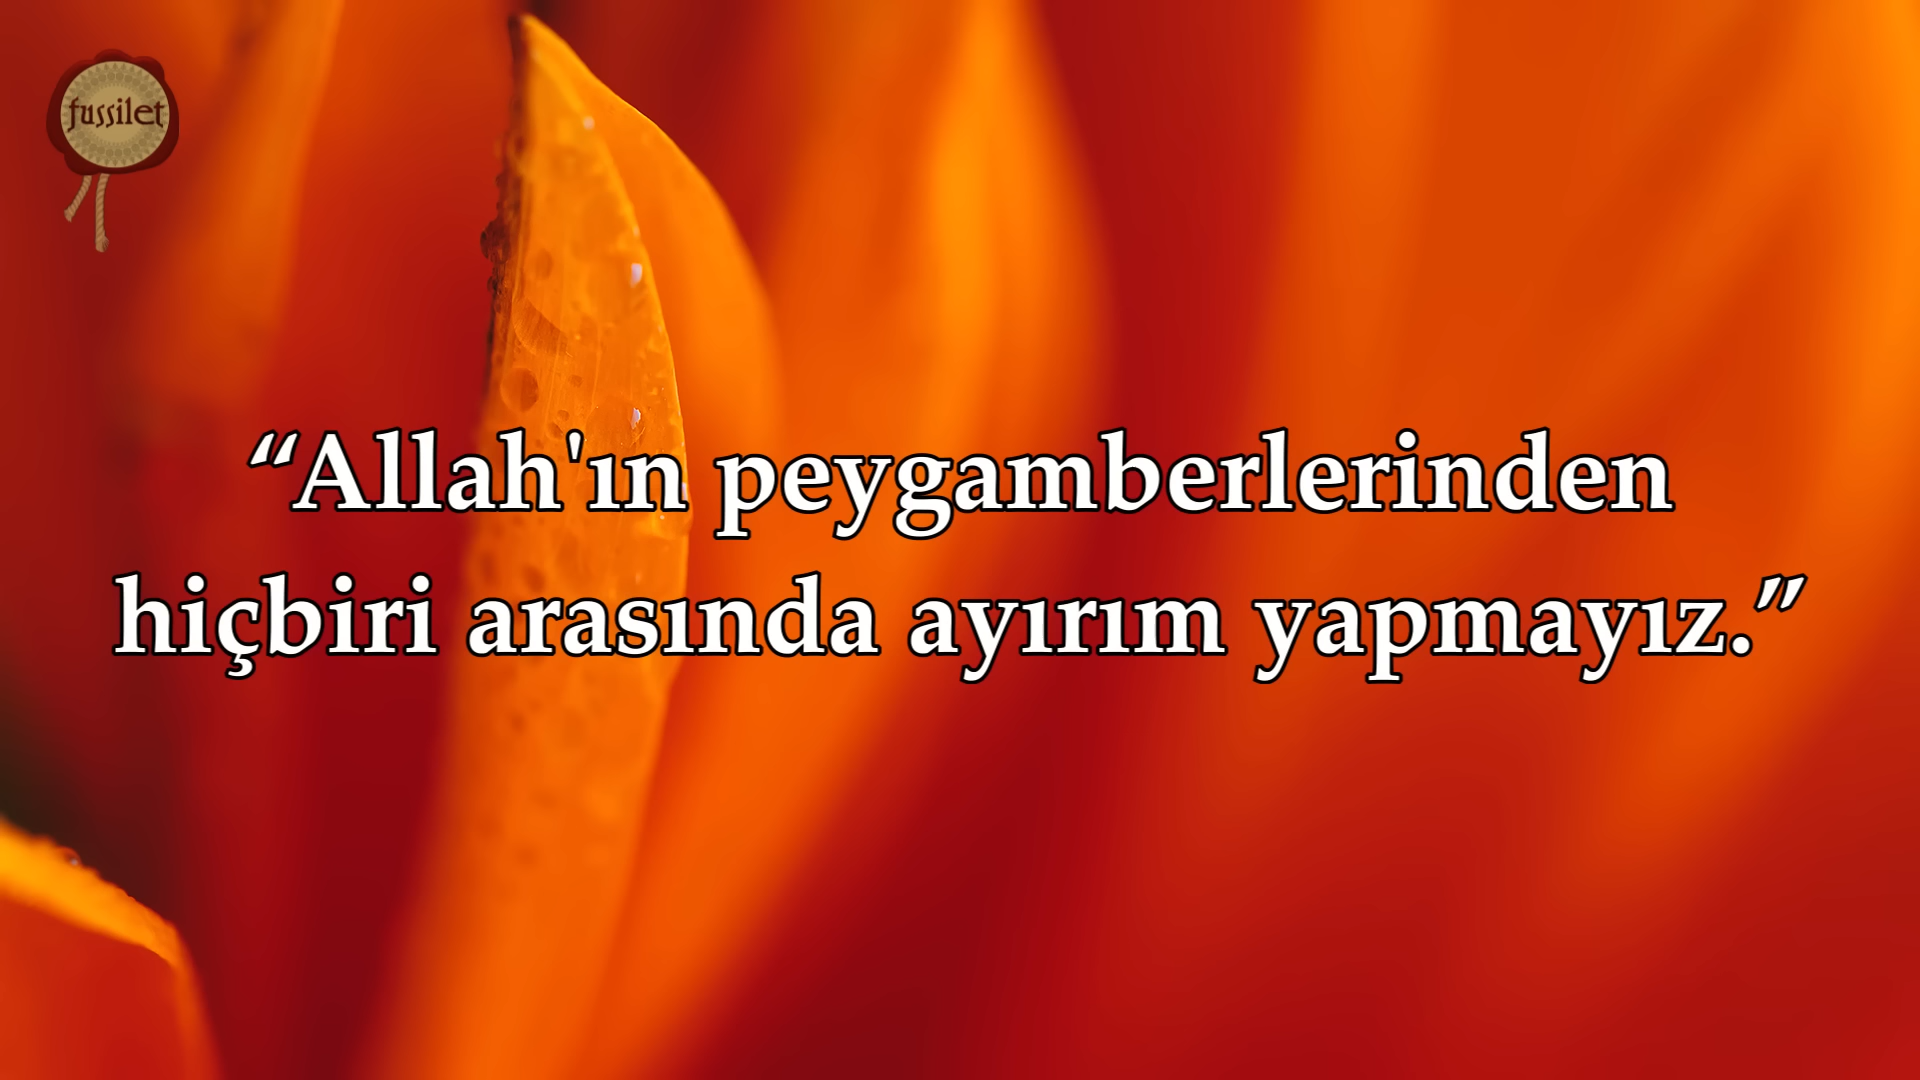 fussilet
“Allah'ın peygamberlerinden
hiçbiri arasında ayırım yapmayız.”